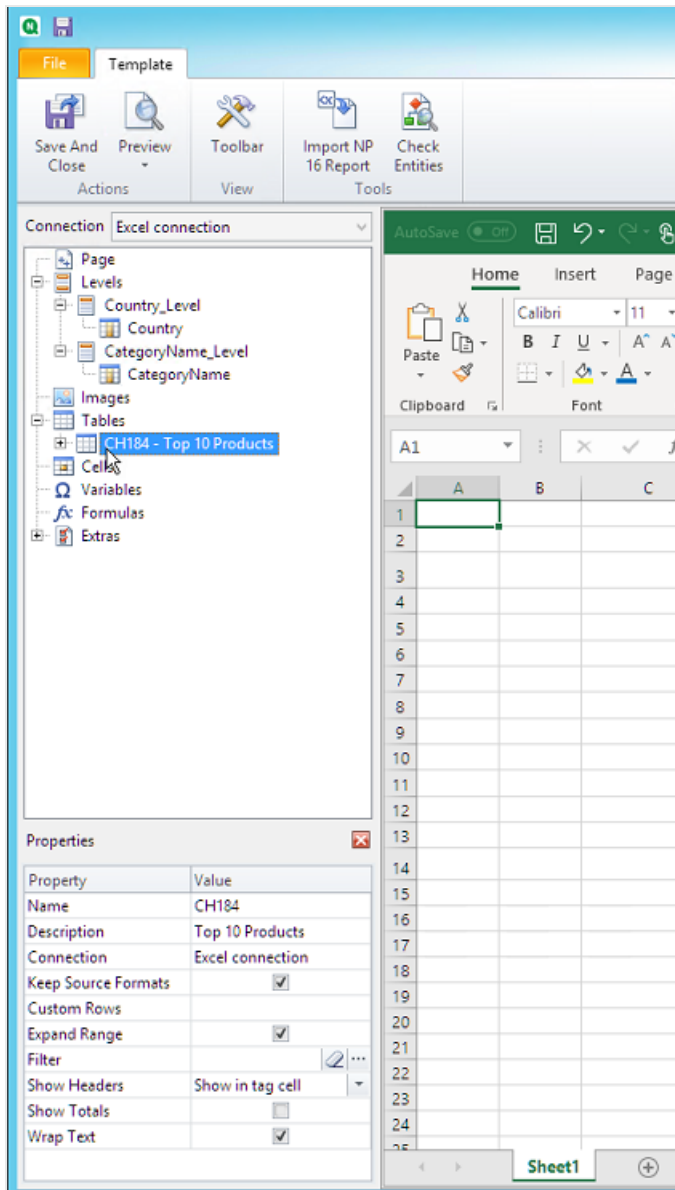 File Template
Save And Close
Preview
Toolbar
Import NP 16 Report
Check Entities
Actions View Tools
Connection Excel connection
Page
Levels
Country_Level
Country
CategoryName_Level
CategoryName
Images
Tables
CH184 - Top 10 Products
Cells
Variables
fx Formulas
Extras
Properties
Property Value
Name CH184
Description Top 10 Products
Connection Excel connection
Keep Source Formats
Custom Rows
Expand Range
Filter
Show Headers Show in tag cell
Show Totals
Wrap Text
AutoSave Off
Home Insert Page
Paste
Calibri 11
B I U A A
A
Clipboard Font
A1
A B C
1
2
3
4
5
6
7
8
9
10
11
12
13
14
15
16
17
18
19
20
21
22
23
24
25
Sheet1